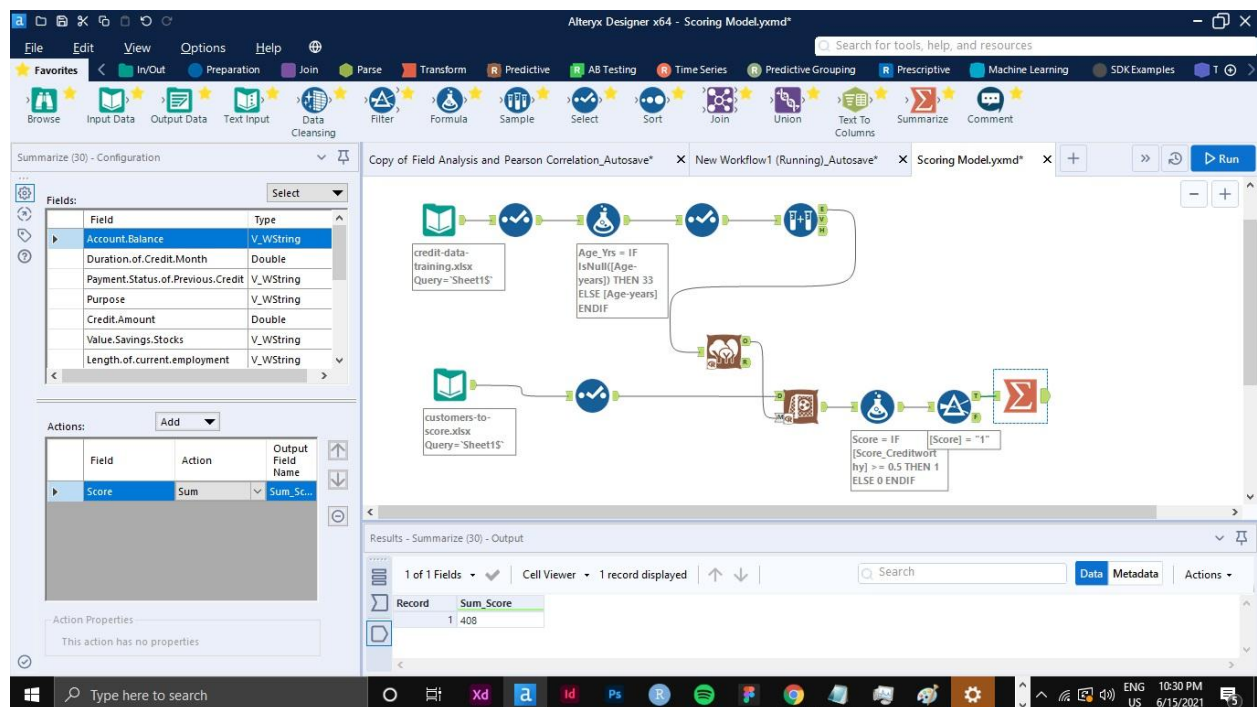 Alteryx Designer x64 - Scoring Model.yxmd*
File Edit View Options Help
Search for tools, help, and resources
Favorites In/Out Preparation Join Parse Transform Predictive AB Testing Time Series Predictive Grouping Prescriptive Machine Learning SDK Examples T
Browse Input Data Output Data Text Input Data Cleansing Filter Formula Sample Select Sort Join Union Text To Columns Summarize Comment
Summarize (30) - Configuration
Select
Fields:
Field Type
Account.Balance V_WString
Duration.of.Credit.Month Double
Payment.Status.of.Previous.Credit V_WString
Purpose V_WString
Credit.Amount Double
Value.Savings.Stocks V_WString
Length.of.current.employment V_WString
Actions:
Add
Field Action Output Field Name
Score Sum Sum_Sc...
Action Properties
This action has no properties
Copy of Field Analysis and Pearson Correlation_Autosave* New Workflow1 (Running)_Autosave* Scoring Model.yxmd* Run
credit-data-
training.xlsx
Query=`Sheet1$`
Age_Yrs = IF
IsNull([Age-
years]) THEN 33
ELSE [Age-years]
ENDIF
E
V
H
O
R
customers-to-
score.xlsx
Query=`Sheet1$`
D
M
Score = IF
[Score_Creditwort
hy] >= 0.5 THEN 1
ELSE 0 ENDIF
[Score] = "1"
T
F
Results - Summarize (30) - Output
1 of 1 Fields Cell Viewer 1 record displayed Search Data Metadata Actions
Record Sum_Score
1 408
Type here to search
Xd a Id Ps R
ENG 10:30 PM
US 6/15/2021
5